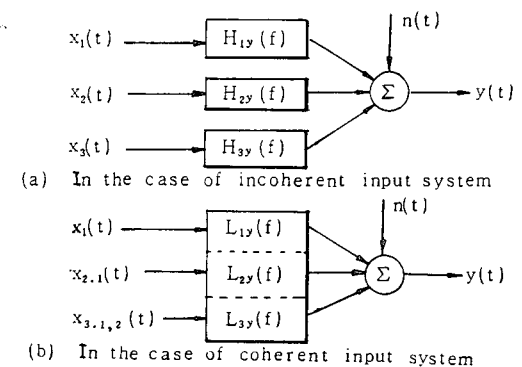 n(t)
x₁(t) H₁y(f)
x₂(t) H₂y(f) Σ y(t)
x₃(t) H₃y(f)
(a) In the case of incoherent input system
n(t)
x₁(t) L₁y(f)
x₂.₁(t) L₂y(f) Σ y(t)
x₃.₁,₂(t) L₃y(f)
(b) In the case of coherent input system